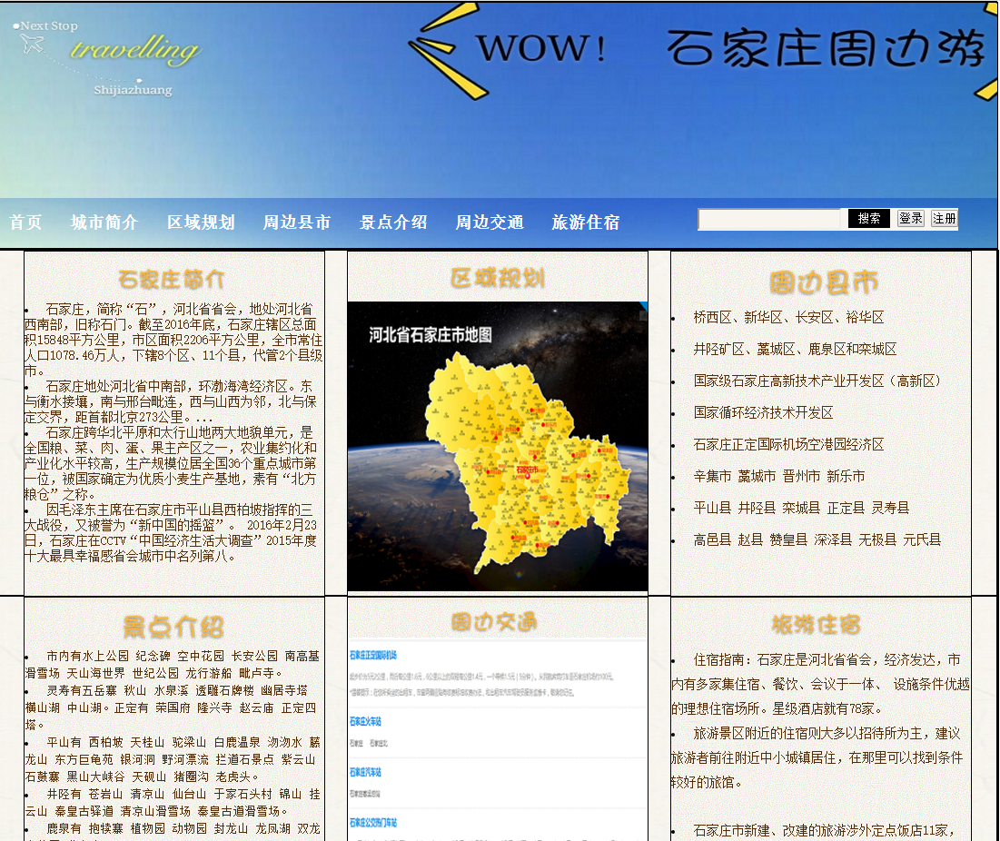 Next Stop
travelling
Shijiazhuang
WOW!
石家庄周边游
首页 城市简介 区域规划 周边县市 景点介绍 周边交通 旅游住宿
搜索 登录 注册
石家庄简介
石家庄，简称“石”，河北省省会，地处河北省
西南部，旧称石门。截至2016年底，石家庄辖区总面
积15848平方公里，市区面积2206平方公里，全市常住
人口1078.46万人，下辖8个区、11个县，代管2个县级
市。
石家庄地处河北省中南部，环渤海湾经济区。东
与衡水接壤，南与邢台毗连，西与山西为邻，北与保
定交界，距首都北京273公里。...
石家庄跨华北平原和太行山地两大地貌单元，是
全国粮、菜、肉、蛋、果主产区之一，农业集约化和
产业化水平较高，生产规模位居全国36个重点城市第
一位，被国家确定为优质小麦生产基地，素有“北方
粮仓”之称。
因毛泽东主席在石家庄市平山县西柏坡指挥的三
大战役，又被誉为“新中国的摇篮”。 2016年2月23
日，石家庄在CCTV“中国经济生活大调查”2015年度
十大最具幸福感省会城市中名列第八。
区域规划
河北省石家庄市地图
石家庄市
周边县市
桥西区、新华区、长安区、裕华区
井陉矿区、藁城区、鹿泉区和栾城区
国家级石家庄高新技术产业开发区（高新区）
国家循环经济技术开发区
石家庄正定国际机场空港园经济区
辛集市 藁城市 晋州市 新乐市
平山县 井陉县 栾城县 正定县 灵寿县
高邑县 赵县 赞皇县 深泽县 无极县 元氏县
景点介绍
市内有水上公园 纪念碑 空中花园 长安公园 南高基
滑雪场 天山海世界 世纪公园 龙行游船 毗卢寺。
灵寿有五岳寨 秋山 水泉溪 透雕石牌楼 幽居寺塔
横山湖 中山湖。正定有 荣国府 隆兴寺 赵云庙 正定四
塔。
平山有 西柏坡 天桂山 驼梁山 白鹿温泉 沕沕水 藤
龙山 东方巨龟苑 银河洞 野河漂流 拦道石景点 紫云山
石鼓寨 黑山大峡谷 天砚山 猪圈沟 老虎头。
井陉有 苍岩山 清凉山 仙台山 于家石头村 锦山 挂
云山 秦皇古驿道 清凉山滑雪场 秦皇古道滑雪场。
鹿泉有 抱犊寨 植物园 动物园 封龙山 龙凤湖 双龙
周边交通
石家庄正定国际机场
石家庄火车站
石家庄 石家庄北
石家庄汽车站
石家庄公交热门车站
旅游住宿
住宿指南：石家庄是河北省省会，经济发达，市
内有多家集住宿、餐饮、会议于一体、 设施条件优越
的理想住宿场所。星级酒店就有78家。
旅游景区附近的住宿则大多以招待所为主，建议
旅游者前往附近中小城镇居住，在那里可以找到条件
较好的旅馆。
石家庄市新建、改建的旅游涉外定点饭店11家，